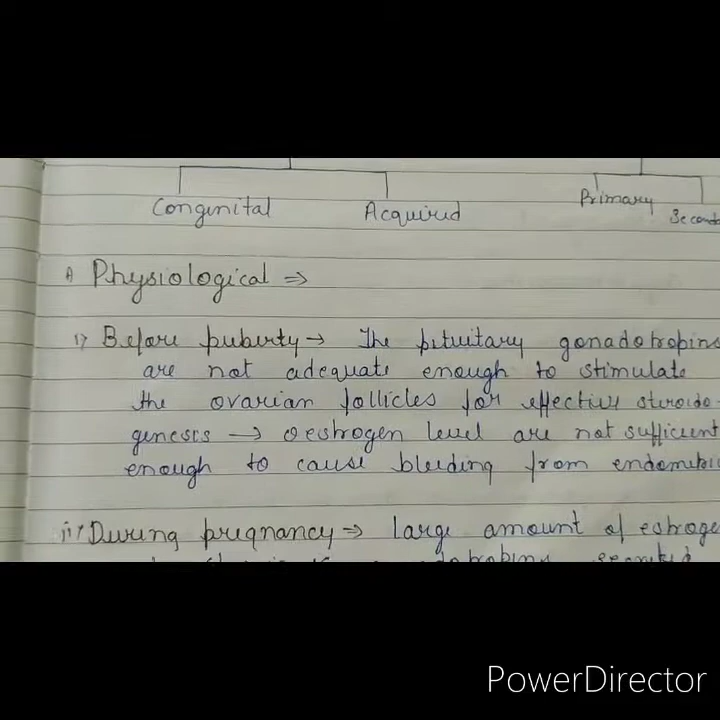 Congenital Acquired Primary
A Physiological ⇒
i) Before puberty → The pituitary gonadotropins
are not adequate enough to stimulate
the ovarian follicles for effective steroido-
genesis → oestrogen level are not sufficient
enough to cause bleeding from
ii) During pregnancy ⇒ large amount of
PowerDirector